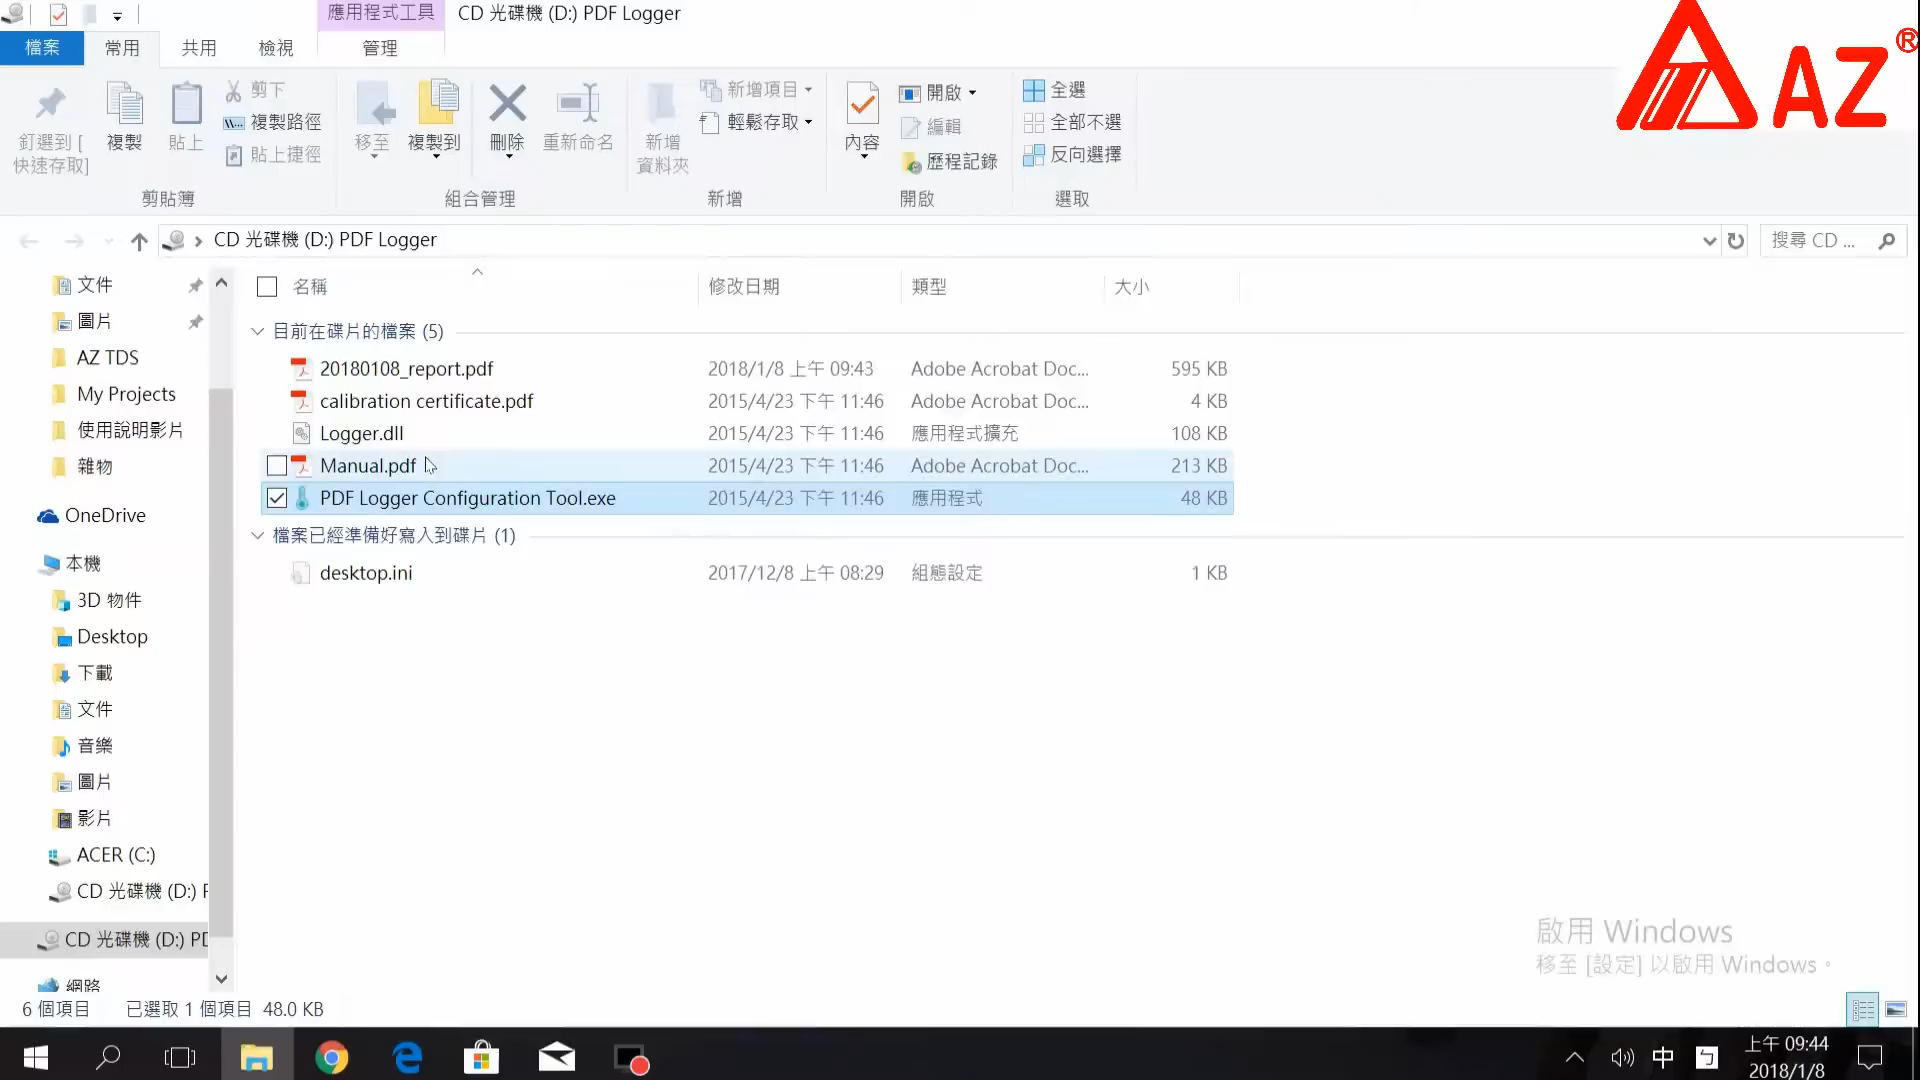 應用程式工具
CD 光碟機 (D:) PDF Logger
檔案
常用
共用
檢視
管理
釘選到 [
快速存取]
複製
貼上
剪下
複製路徑
貼上捷徑
剪貼簿
移至
複製到
刪除
重新命名
組合管理
新增
資料夾
新增項目
輕鬆存取
新增
內容
開啟
編輯
歷程記錄
開啟
全選
全部不選
反向選擇
選取
AZ®
CD 光碟機 (D:) PDF Logger
搜尋 CD ...
名稱
修改日期
類型
大小
目前在碟片的檔案 (5)
20180108_report.pdf 2018/1/8 上午 09:43 Adobe Acrobat Doc... 595 KB
calibration certificate.pdf 2015/4/23 下午 11:46 Adobe Acrobat Doc... 4 KB
Logger.dll 2015/4/23 下午 11:46 應用程式擴充 108 KB
Manual.pdf 2015/4/23 下午 11:46 Adobe Acrobat Doc... 213 KB
PDF Logger Configuration Tool.exe 2015/4/23 下午 11:46 應用程式 48 KB
檔案已經準備好寫入到碟片 (1)
desktop.ini 2017/12/8 上午 08:29 組態設定 1 KB
文件
圖片
AZ TDS
My Projects
使用說明影片
雜物
OneDrive
本機
3D 物件
Desktop
下載
文件
音樂
圖片
影片
ACER (C:)
CD 光碟機 (D:) P
CD 光碟機 (D:) PD
網路
啟用 Windows
移至 [設定] 以啟用 Windows。
6 個項目
已選取 1 個項目 48.0 KB
中
ㄅ
上午 09:44
2018/1/8